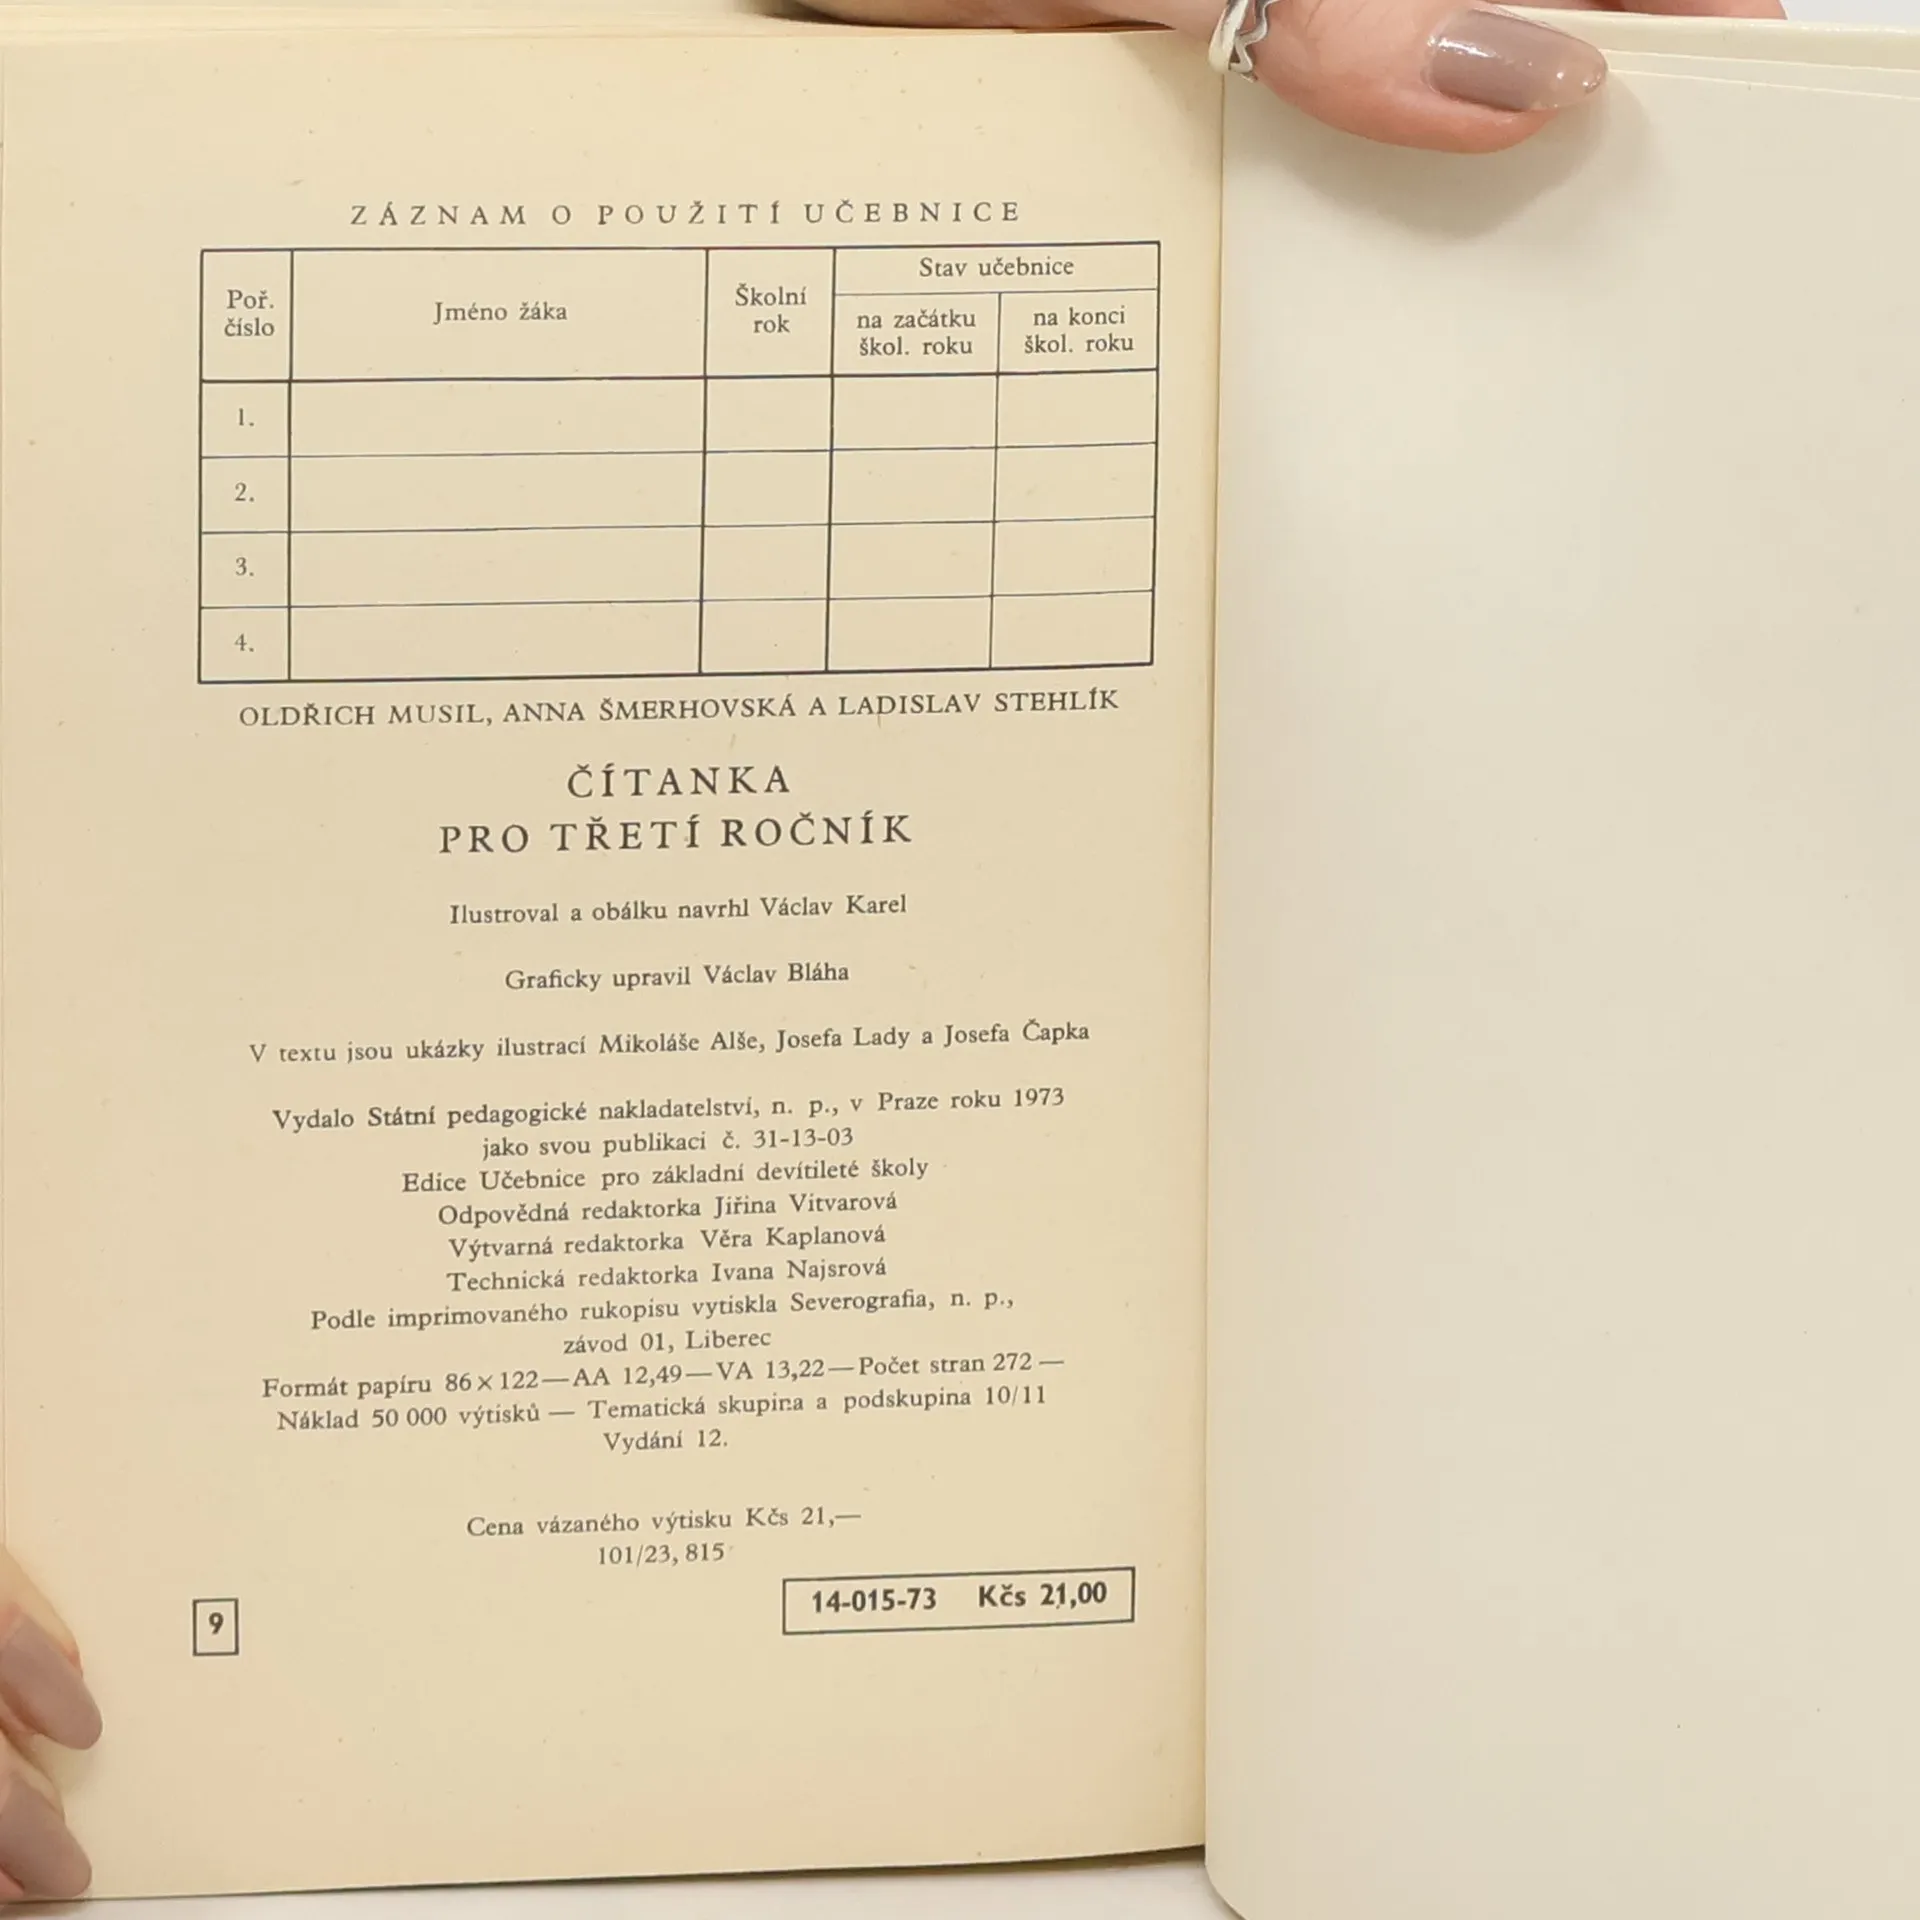 ZÁZNAM O POUŽITÍ UČEBNICE
Poř. číslo
Jméno žáka
Školní rok
Stav učebnice
na začátku škol. roku
na konci škol. roku
1.
2.
3.
4.
OLDŘICH MUSIL, ANNA ŠMERHOVSKÁ A LADISLAV STEHLÍK
ČÍTANKA
PRO TŘETÍ ROČNÍK
Ilustroval a obálku navrhl Václav Karel
Graficky upravil Václav Bláha
V textu jsou ukázky ilustrací Mikoláše Alše, Josefa Lady a Josefa Čapka
Vydalo Státní pedagogické nakladatelství, n. p., v Praze roku 1973
jako svou publikaci č. 31-13-03
Edice Učebnice pro základní devítileté školy
Odpovědná redaktorka Jiřina Vitvarová
Výtvarná redaktorka Věra Kaplanová
Technická redaktorka Ivana Najsrová
Podle imprimovaného rukopisu vytiskla Severografia, n. p.,
závod 01, Liberec
Formát papíru 86 × 122 — AA 12,49 — VA 13,22 — Počet stran 272 —
Náklad 50 000 výtisků — Tematická skupina a podskupina 10/11
Vydání 12.
Cena vázaného výtisku Kčs 21,—
101/23, 815
9
14-015-73 Kčs 21,00